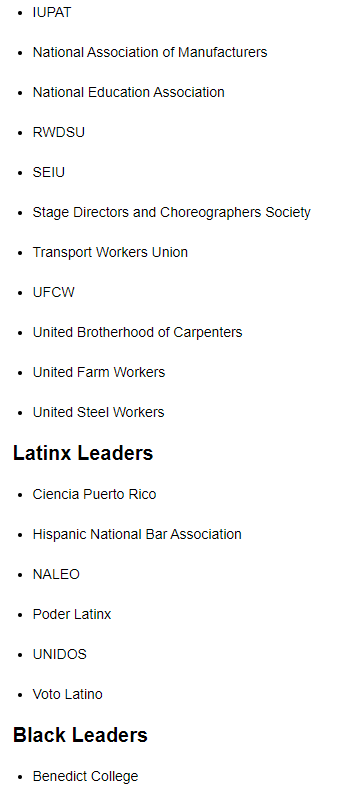 IUPAT
National Association of Manufacturers
National Education Association
RWDSU
SEIU
Stage Directors and Choreographers Society
Transport Workers Union
UFCW
United Brotherhood of Carpenters
United Farm Workers
United Steel Workers
Latinx Leaders
Ciencia Puerto Rico
Hispanic National Bar Association
NALEO
Poder Latinx
UNIDOS
Voto Latino
Black Leaders
Benedict College